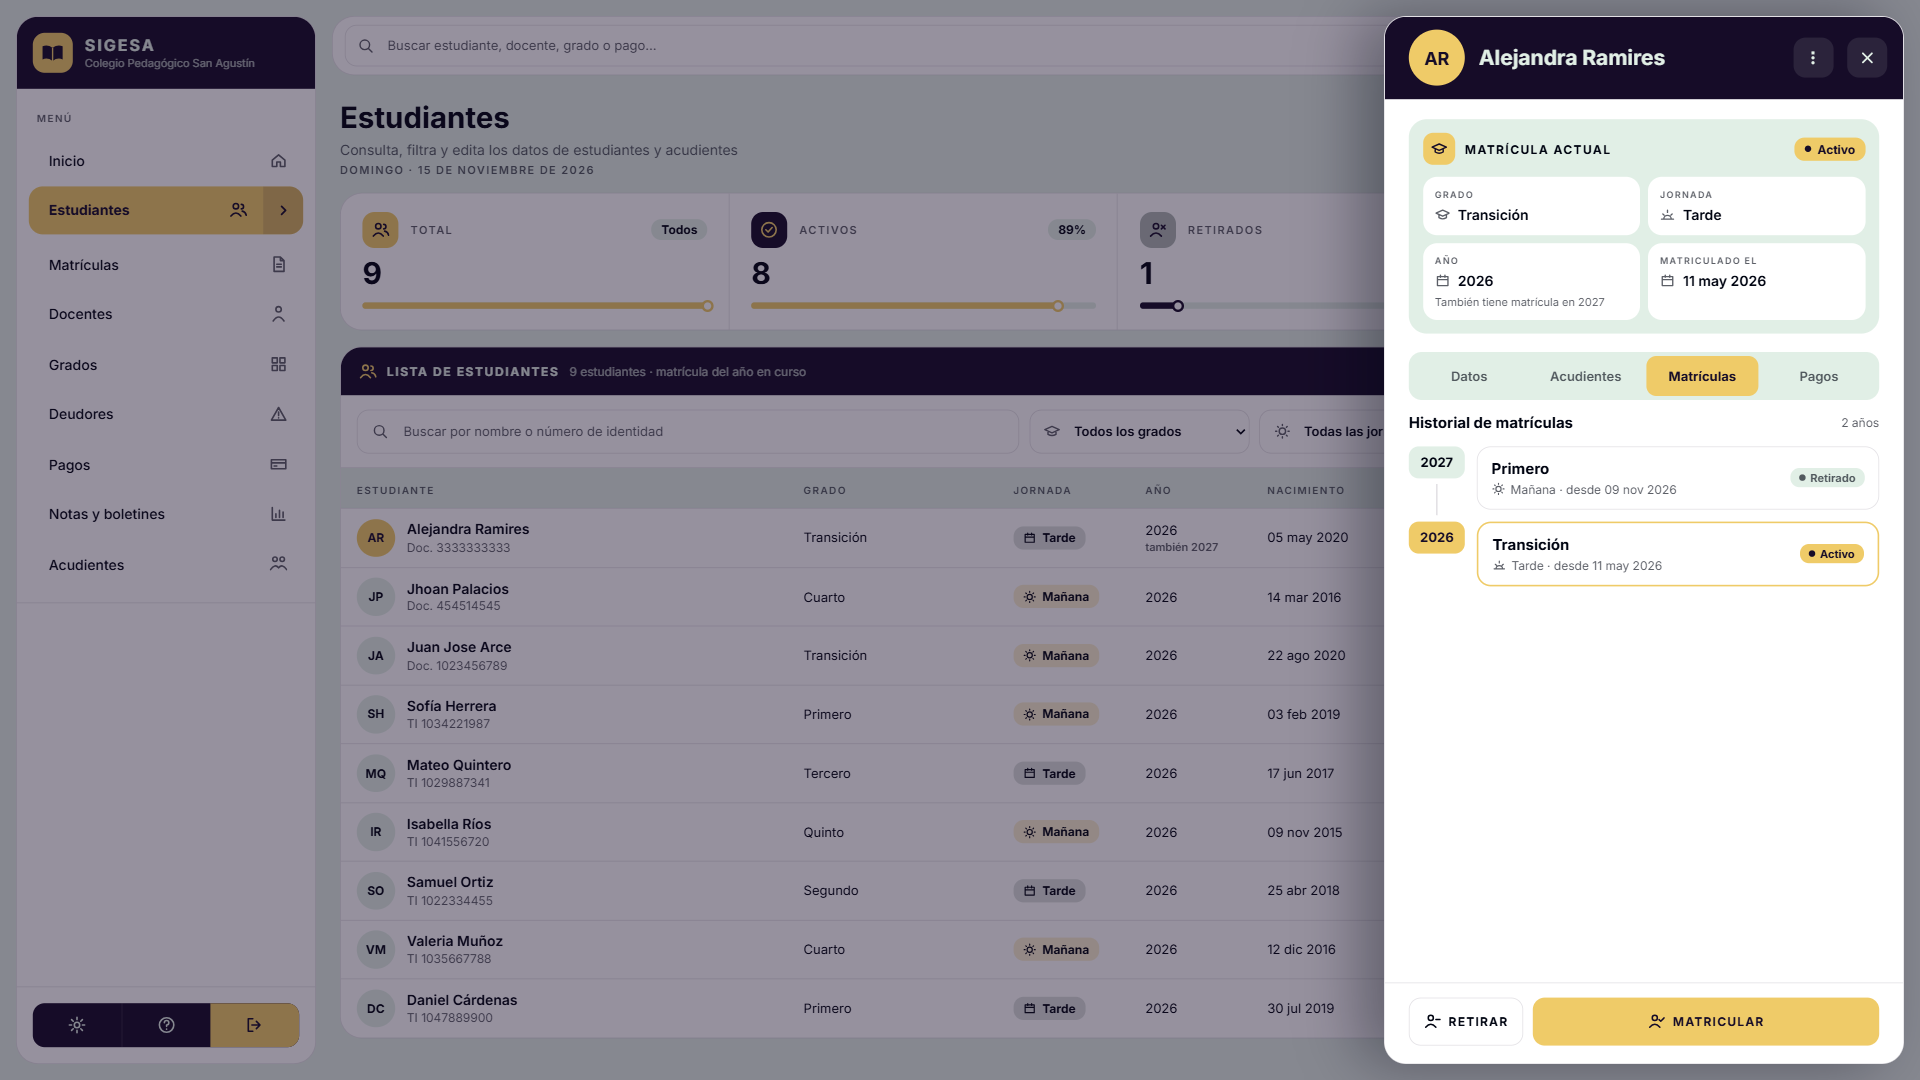 SIGESA
Colegio Pedagógico San Agustín
MENÚ
Inicio
Estudiantes
Matrículas
Docentes
Grados
Deudores
Pagos
Notas y boletines
Acudientes
Buscar estudiante, docente, grado o pago...
Estudiantes
Consulta, filtra y edita los datos de estudiantes y acudientes
DOMINGO · 15 DE NOVIEMBRE DE 2026
TOTAL
Todos
9
ACTIVOS
89%
8
RETIRADOS
1
LISTA DE ESTUDIANTES 9 estudiantes · matrícula del año en curso
Buscar por nombre o número de identidad
Todos los grados
Todas las jor
ESTUDIANTE GRADO JORNADA AÑO NACIMIENTO
AR Alejandra Ramires Doc. 3333333333 Transición Tarde 2026 también 2027 05 may 2020
JP Jhoan Palacios Doc. 454514545 Cuarto Mañana 2026 14 mar 2016
JA Juan Jose Arce Doc. 1023456789 Transición Mañana 2026 22 ago 2020
SH Sofía Herrera TI 1034221987 Primero Mañana 2026 03 feb 2019
MQ Mateo Quintero TI 1029887341 Tercero Tarde 2026 17 jun 2017
IR Isabella Ríos TI 1041556720 Quinto Mañana 2026 09 nov 2015
SO Samuel Ortiz TI 1022334455 Segundo Tarde 2026 25 abr 2018
VM Valeria Muñoz TI 1035667788 Cuarto Mañana 2026 12 dic 2016
DC Daniel Cárdenas TI 1047889900 Primero Tarde 2026 30 jul 2019
AR Alejandra Ramires
MATRÍCULA ACTUAL
Activo
GRADO
Transición
JORNADA
Tarde
AÑO
2026
También tiene matrícula en 2027
MATRICULADO EL
11 may 2026
Datos Acudientes Matrículas Pagos
Historial de matrículas
2 años
2027
Primero
Mañana · desde 09 nov 2026
Retirado
2026
Transición
Tarde · desde 11 may 2026
Activo
RETIRAR
MATRICULAR